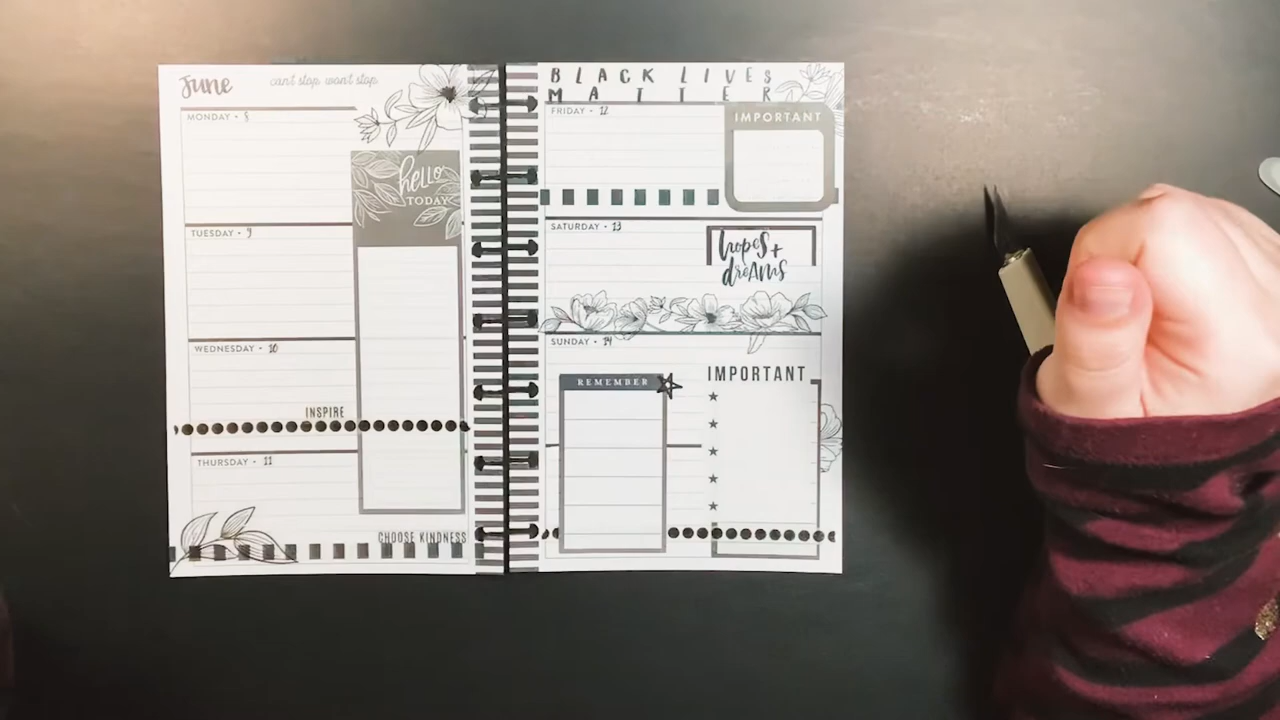 June
can't stop won't stop
MONDAY • 8
hello
TODAY
TUESDAY • 9
WEDNESDAY • 10
INSPIRE
THURSDAY • 11
CHOOSE KINDNESS
BLACK LIVES
MATTER
FRIDAY • 12
IMPORTANT
SATURDAY • 13
hopes +
dreams
SUNDAY • 14
REMEMBER
IMPORTANT